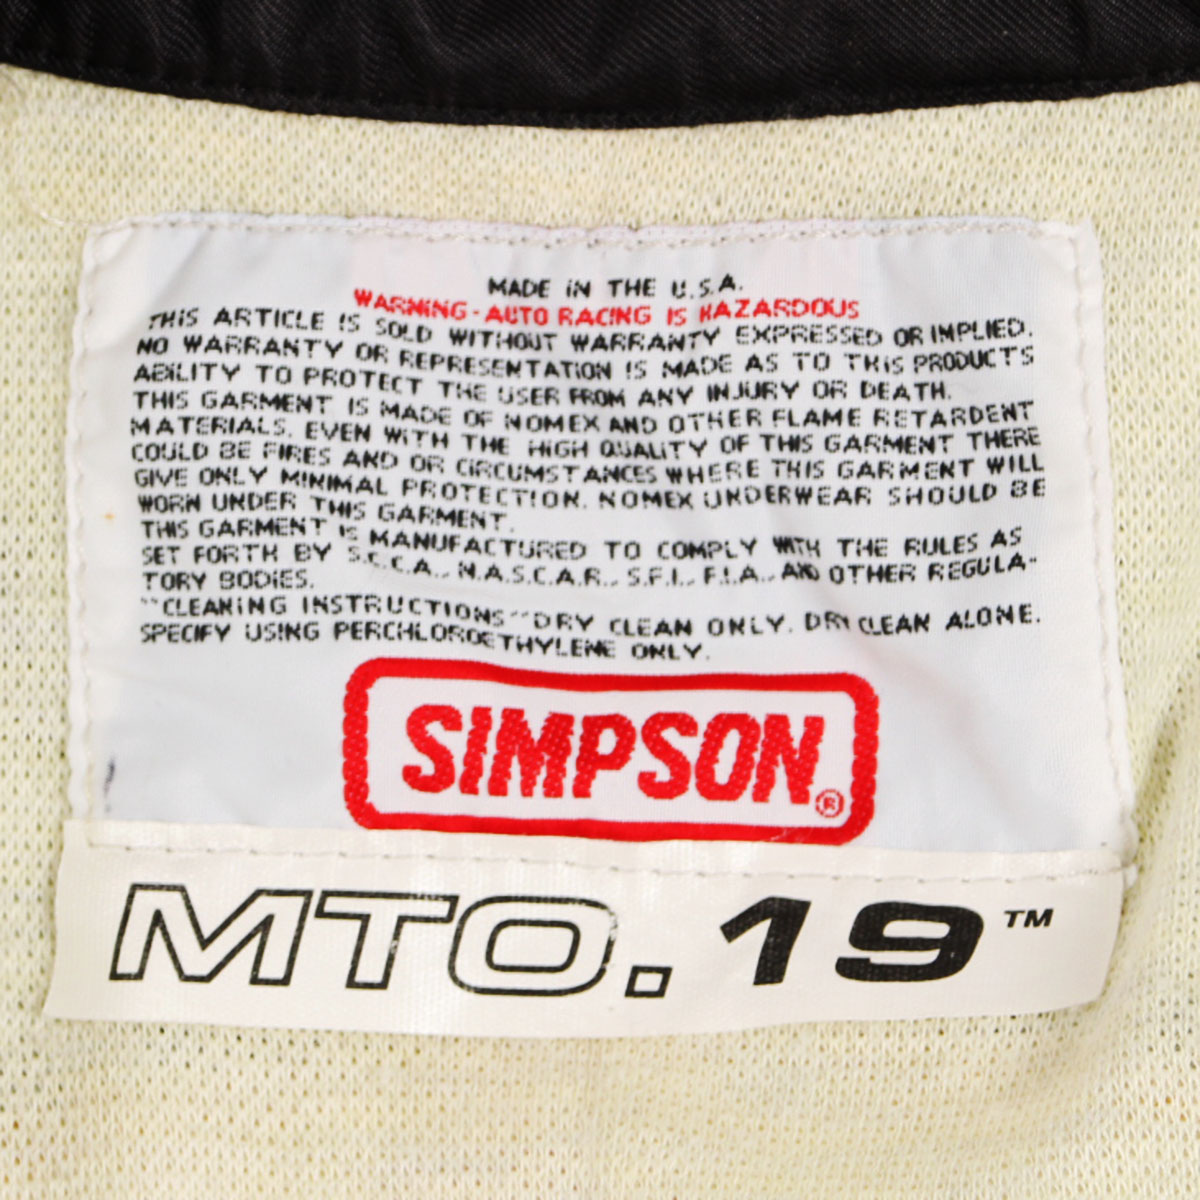 MADE IN THE U.S.A.
WARNING - AUTO RACING IS HAZARDOUS
THIS ARTICLE IS SOLD WITHOUT WARRANTY EXPRESSED OR IMPLIED.
NO WARRANTY OR REPRESENTATION IS MADE AS TO THIS PRODUCTS
ABILITY TO PROTECT THE USER FROM ANY INJURY OR DEATH.
THIS GARMENT IS MADE OF NOMEX AND OTHER FLAME RETARDENT
MATERIALS. EVEN WITH THE HIGH QUALITY OF THIS GARMENT THERE
COULD BE FIRES AND OR CIRCUMSTANCES WHERE THIS GARMENT WILL
GIVE ONLY MINIMAL PROTECTION. NOMEX UNDERWEAR SHOULD BE
WORN UNDER THIS GARMENT.
THIS GARMENT IS MANUFACTURED TO COMPLY WITH THE RULES AS
SET FORTH BY S.C.C.A., N.A.S.C.A.R., S.F.I., F.I.A., AND OTHER REGULA-
TORY BODIES.
"CLEANING INSTRUCTIONS" DRY CLEAN ONLY. DRY CLEAN ALONE.
SPECIFY USING PERCHLOROETHYLENE ONLY.
SIMPSON®
MTO.19™